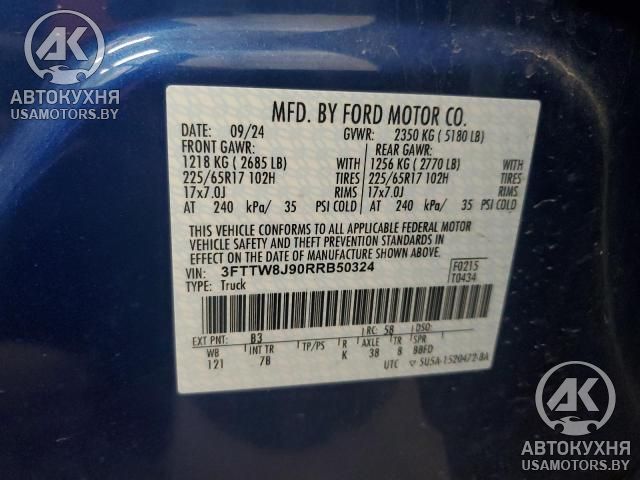 АВТОКУХНЯ
USAMOTORS.BY
АВТОКУХНЯ
USAMOTORS.BY
MFD. BY FORD MOTOR CO.
DATE: 09/24 GVWR: 2350 KG ( 5180 LB)
FRONT GAWR: REAR GAWR:
1218 KG ( 2685 LB) WITH 1256 KG ( 2770 LB) WITH
225/65R17 102H TIRES 225/65R17 102H TIRES
17x7.0J RIMS 17x7.0J RIMS
AT 240 kPa/ 35 PSI COLD AT 240 kPa/ 35 PSI COLD
THIS VEHICLE CONFORMS TO ALL APPLICABLE FEDERAL MOTOR
VEHICLE SAFETY AND THEFT PREVENTION STANDARDS IN
EFFECT ON THE DATE OF MANUFACTURE SHOWN ABOVE.
VIN: 3FTTW8J90RRB50324 F0215
TYPE: Truck T0434
EXT PNT: B3 RC: 58 DSO:
WB INT TR TP/PS R AXLE TR SPR
121 7B K 38 8 BBFD
UTC ▽ 5U5A-1520472-BA
АВТОКУХНЯ
USAMOTORS.BY